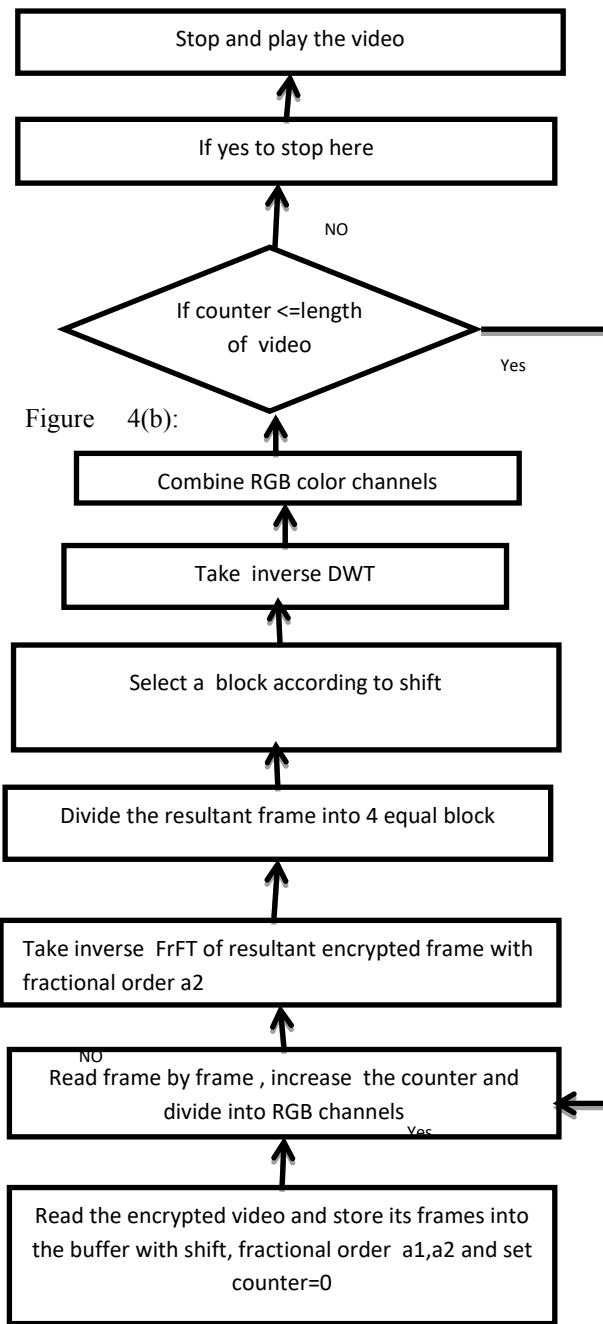 Stop and play the video
If yes to stop here
NO
If counter <=length
of video
Yes
Figure 4(b):
Combine RGB color channels
Take inverse DWT
Select a block according to shift
Divide the resultant frame into 4 equal block
Take inverse FrFT of resultant encrypted frame with
fractional order a2
NO
Read frame by frame , increase the counter and
divide into RGB channels
Yes
Read the encrypted video and store its frames into
the buffer with shift, fractional order a1,a2 and set
counter=0